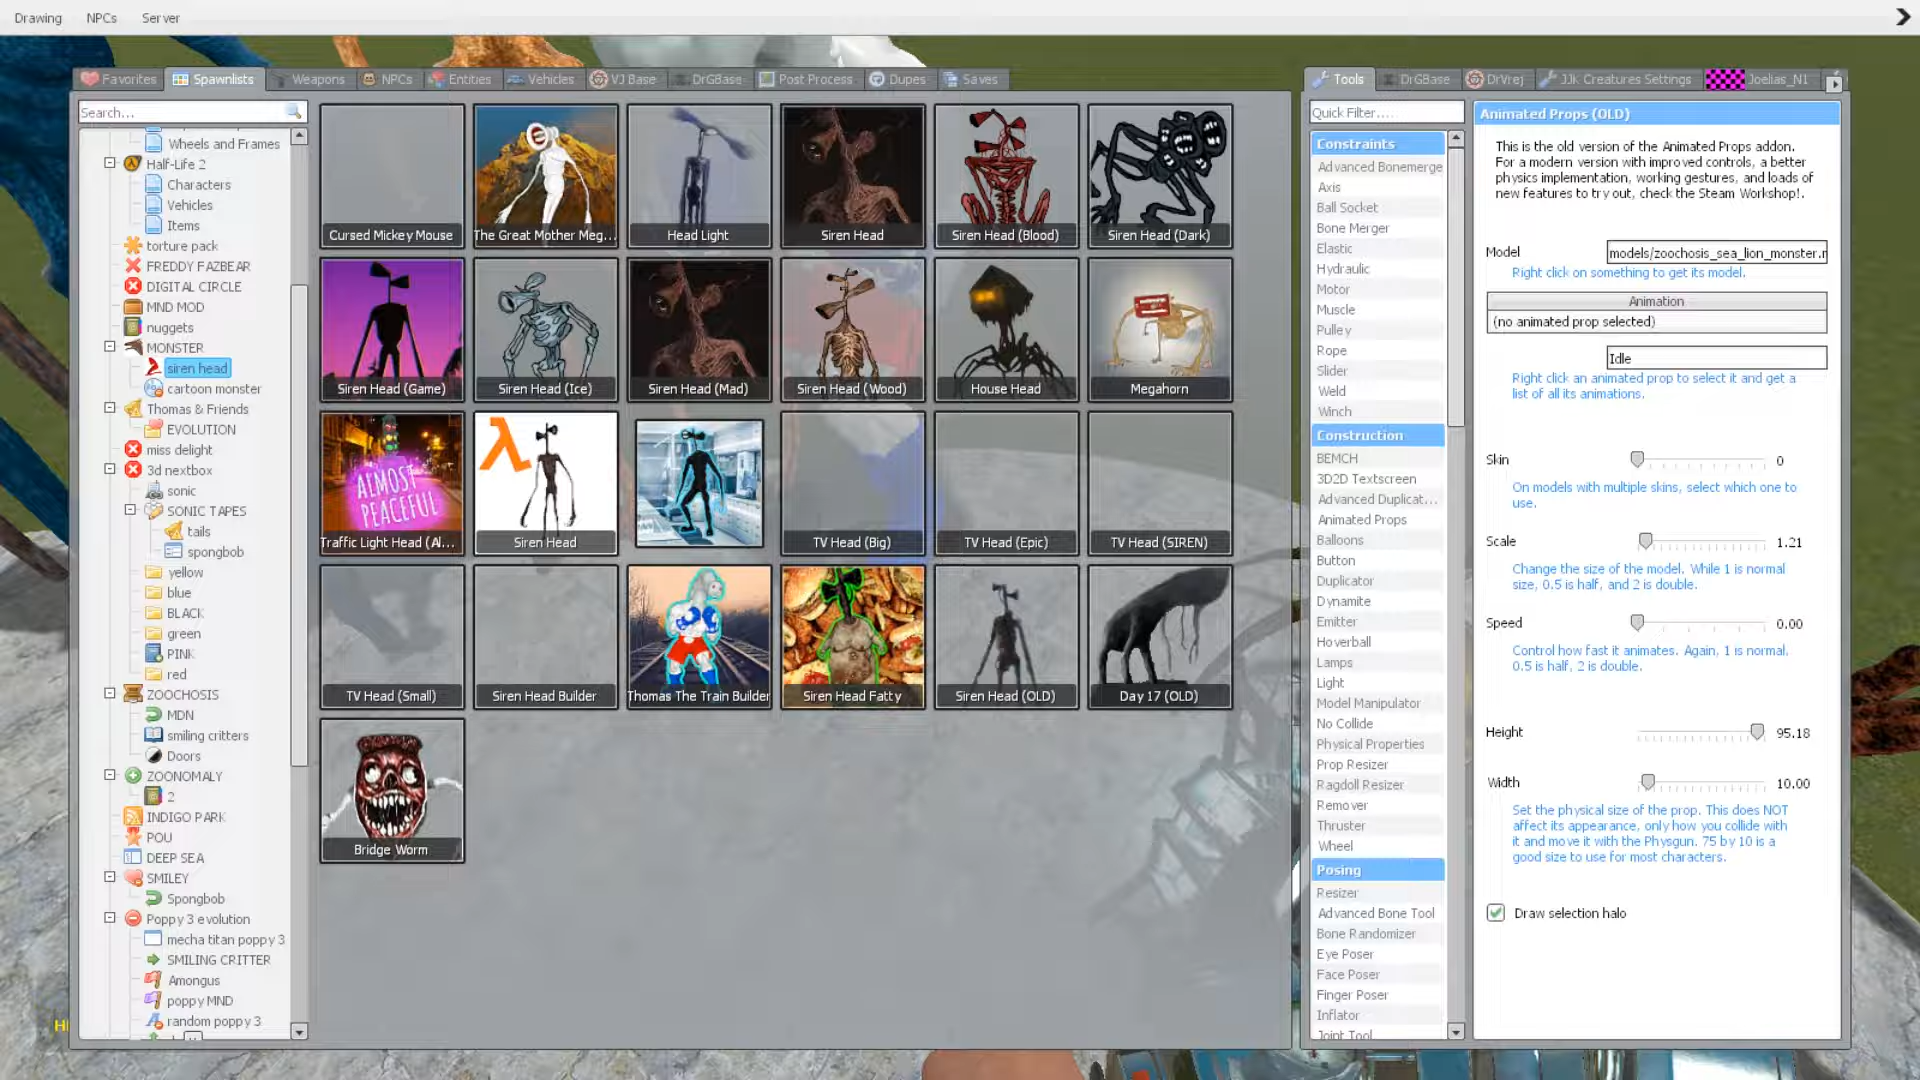 Drawing NPCs Server
Favorites Spawnlists Weapons NPCs Entities Vehicles VJ Base DrGBase Post Process Dupes Saves
Search...
Wheels and Frames
Half-Life 2
Characters
Vehicles
Items
torture pack
FREDDY FAZBEAR
DIGITAL CIRCLE
MND MOD
nuggets
MONSTER
siren head
cartoon monster
Thomas & Friends
EVOLUTION
miss delight
3d nextbox
sonic
SONIC TAPES
tails
spongbob
yellow
blue
BLACK
green
PINK
red
ZOOCHOSIS
MDN
smiling critters
Doors
ZOONOMALY
2
INDIGO PARK
POU
DEEP SEA
SMILEY
Spongbob
Poppy 3 evolution
mecha titan poppy 3
SMILING CRITTER
Amongus
poppy MND
random poppy 3
Cursed Mickey Mouse
The Great Mother Meg...
Head Light
Siren Head
Siren Head (Blood)
Siren Head (Dark)
Siren Head (Game)
Siren Head (Ice)
Siren Head (Mad)
Siren Head (Wood)
House Head
Megahorn
ALMOST
PEACEFUL
Traffic Light Head (Al...
Siren Head
TV Head (Big)
TV Head (Epic)
TV Head (SIREN)
TV Head (Small)
Siren Head Builder
Thomas The Train Builder
Siren Head Fatty
Siren Head (OLD)
Day 17 (OLD)
Bridge Worm
Tools DrGBase DrVrej JJk Creatures Settings Joelias_N1
Quick Filter.....
Constraints
Advanced Bonemerge
Axis
Ball Socket
Bone Merger
Elastic
Hydraulic
Motor
Muscle
Pulley
Rope
Slider
Weld
Winch
Construction
BEMCH
3D2D Textscreen
Advanced Duplicat...
Animated Props
Balloons
Button
Duplicator
Dynamite
Emitter
Hoverball
Lamps
Light
Model Manipulator
No Collide
Physical Properties
Prop Resizer
Ragdoll Resizer
Remover
Thruster
Wheel
Posing
Resizer
Advanced Bone Tool
Bone Randomizer
Eye Poser
Face Poser
Finger Poser
Inflator
Joint Tool
Animated Props (OLD)
This is the old version of the Animated Props addon.
For a modern version with improved controls, a better
physics implementation, working gestures, and loads of
new features to try out, check the Steam Workshop!.
Model models/zoochosis_sea_lion_monster.r
Right click on something to get its model.
Animation
(no animated prop selected)
Idle
Right click an animated prop to select it and get a
list of all its animations.
Skin 0
On models with multiple skins, select which one to
use.
Scale 1.21
Change the size of the model. While 1 is normal
size, 0.5 is half, and 2 is double.
Speed 0.00
Control how fast it animates. Again, 1 is normal,
0.5 is half, 2 is double.
Height 95.18
Width 10.00
Set the physical size of the prop. This does NOT
affect its appearance, only how you collide with
it and move it with the Physgun. 75 by 10 is a
good size to use for most characters.
Draw selection halo